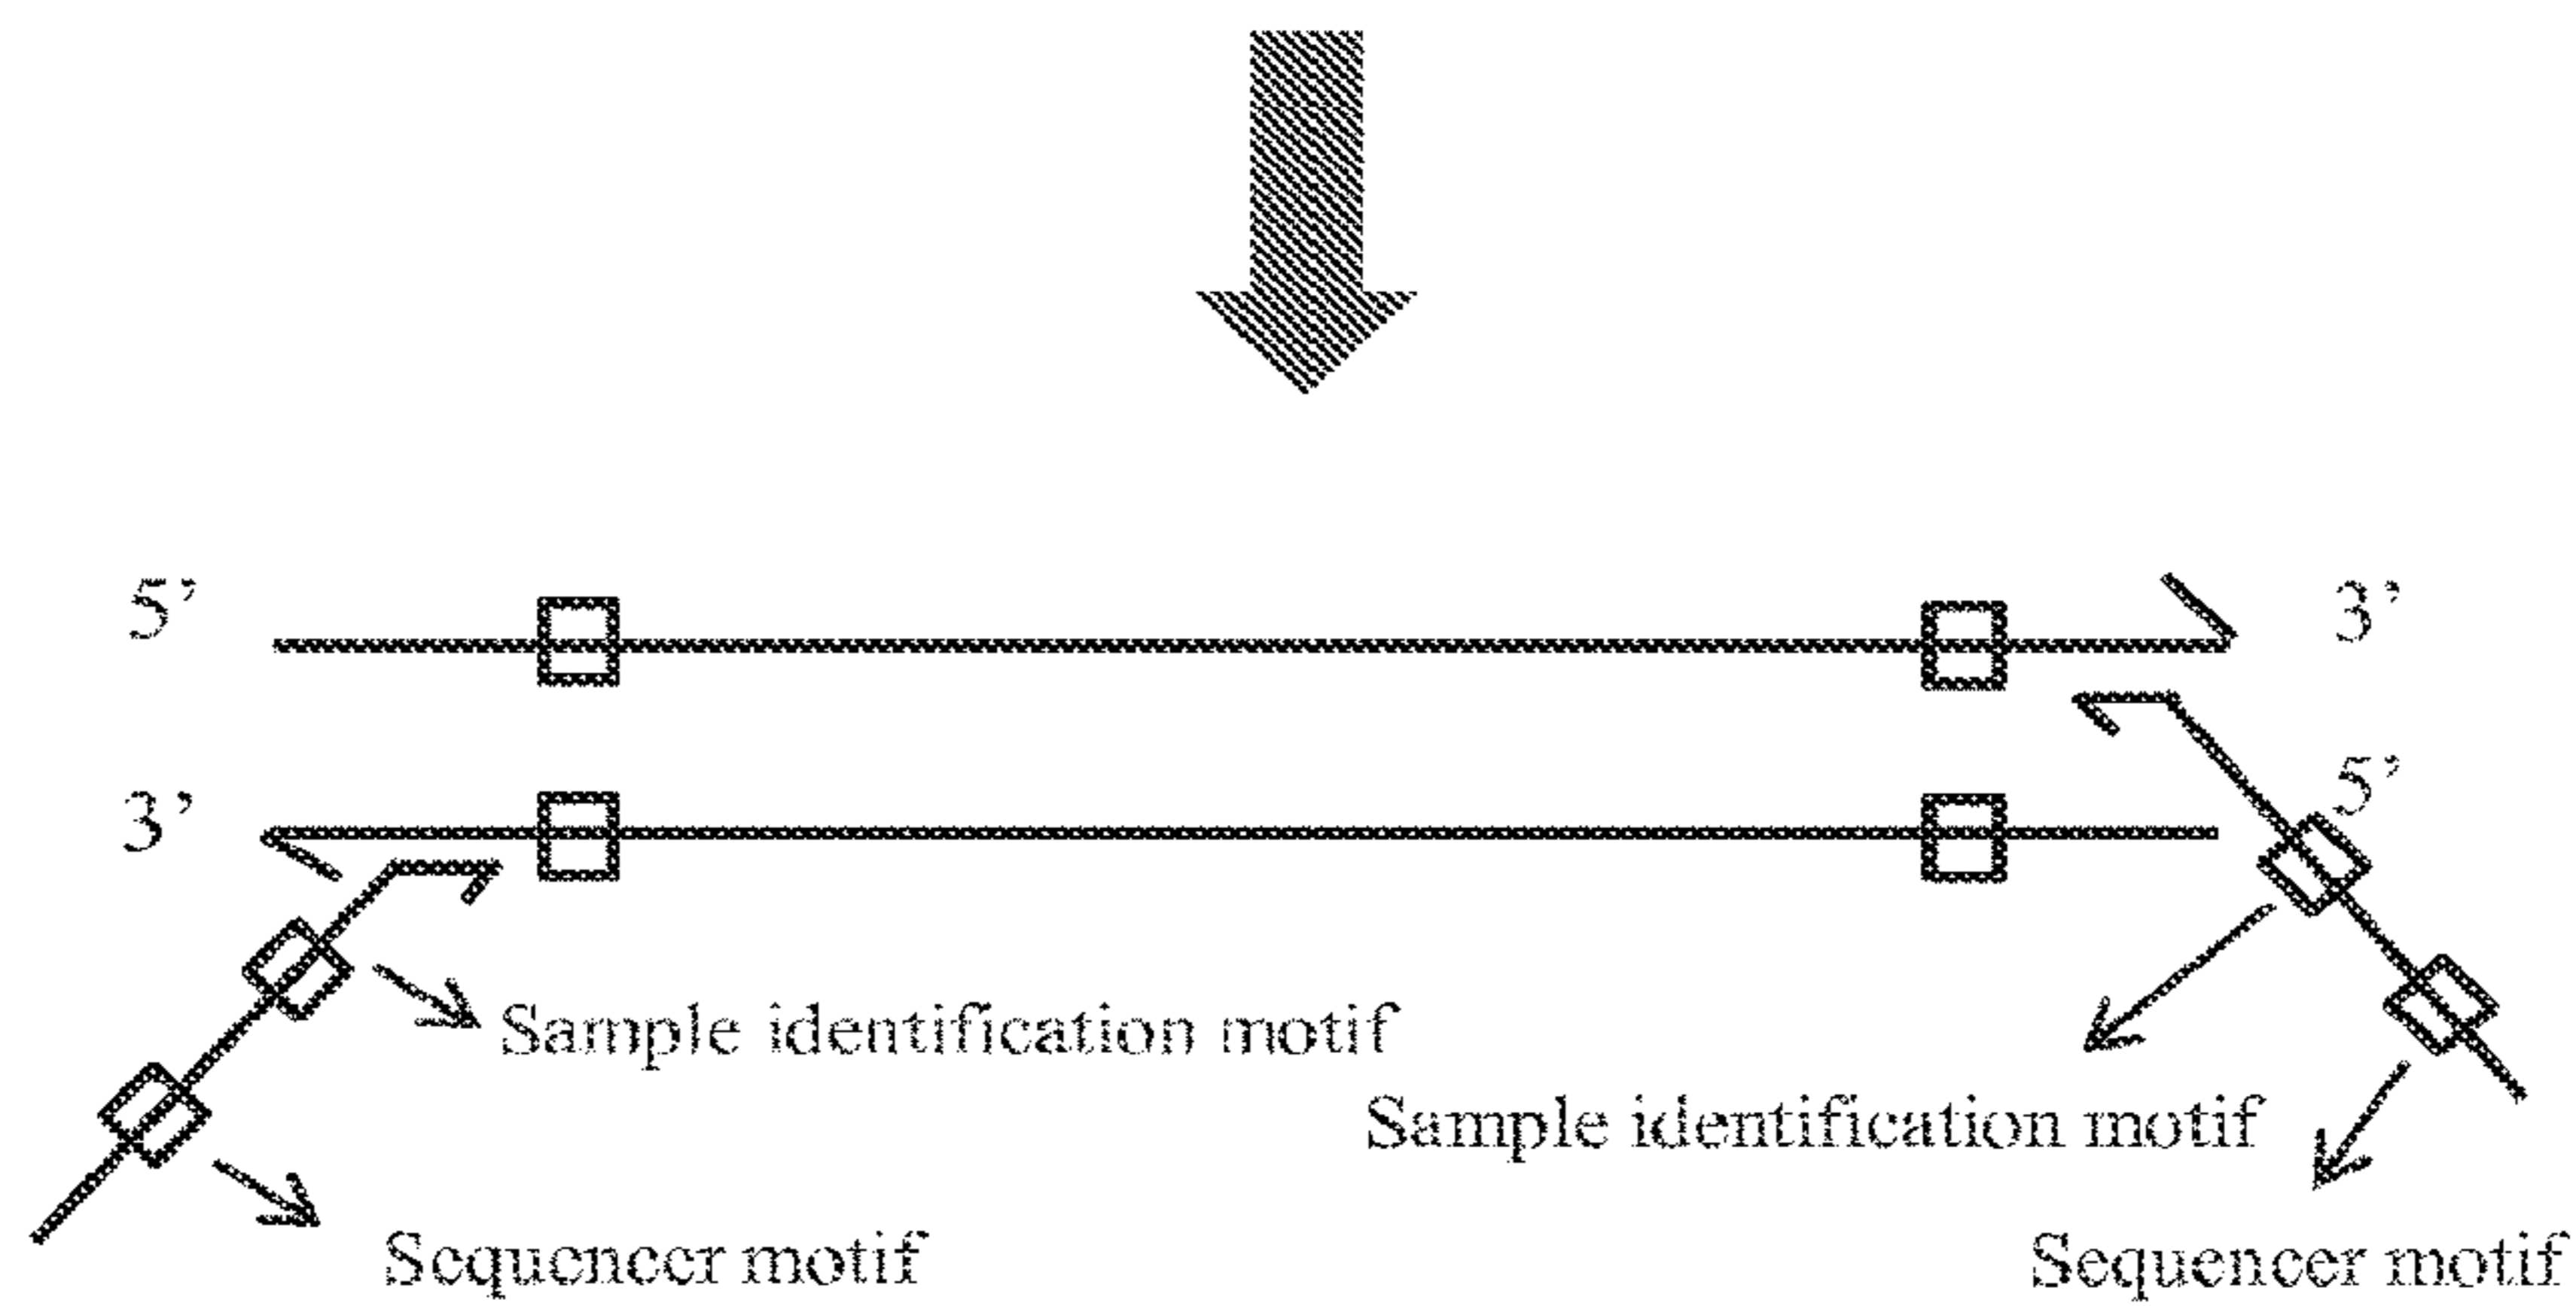 5’
3’
3’
5’
Sample identification motif
Sample identification motif
Sequencer motif
Sequencer motif